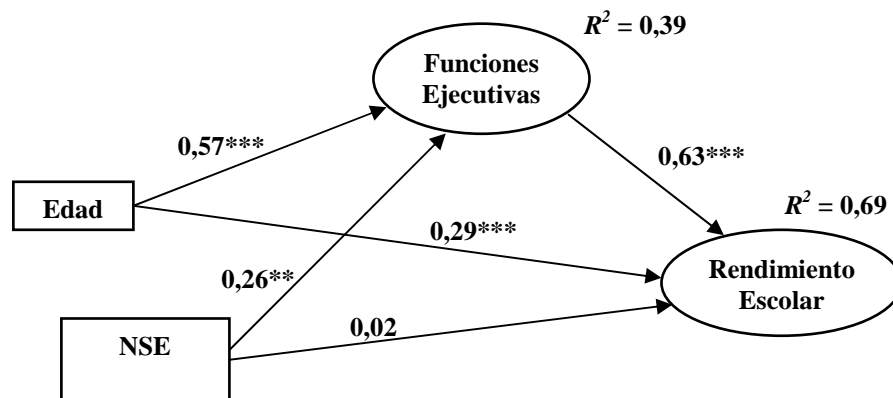 R² = 0,39
Funciones
Ejecutivas
0,57***
0,63***
Edad
R² = 0,69
0,29***
Rendimiento
Escolar
0,26**
0,02
NSE